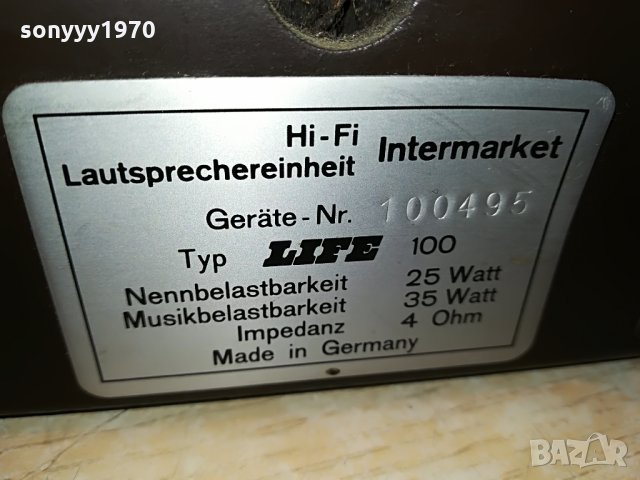 sonyyy1970
Hi-Fi
Lautsprechereinheit Intermarket
Geräte-Nr. 100495
Typ LIFE 100
Nennbelastbarkeit 25 Watt
Musikbelastbarkeit 35 Watt
Impedanz 4 Ohm
Made in Germany
BAZAR